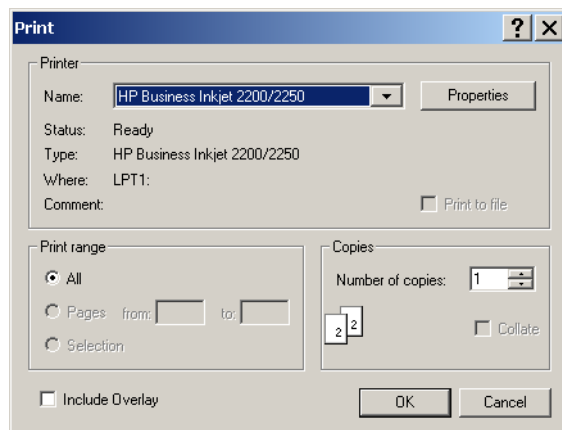 Print
Printer
Name: HP Business Inkjet 2200/2250 Properties
Status: Ready
Type: HP Business Inkjet 2200/2250
Where: LPT1:
Comment: Print to file
Print range
All
Pages from: to:
Selection
Copies
Number of copies: 1
2 2
Collate
Include Overlay OK Cancel